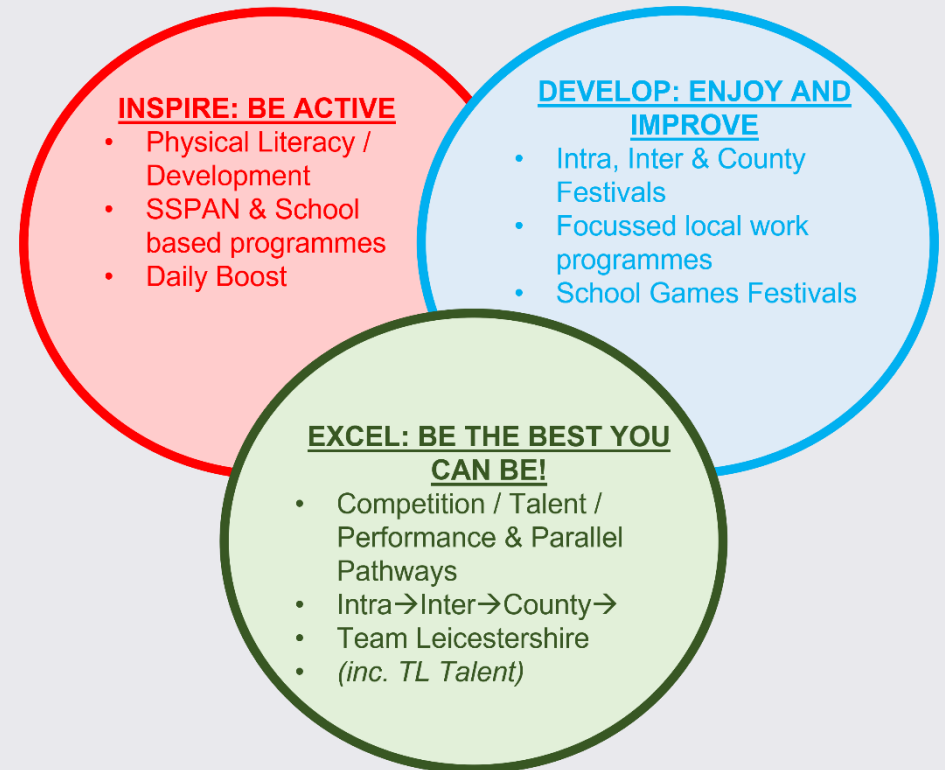 INSPIRE: BE ACTIVE
• Physical Literacy /
Development
• SSPAN & School
based programmes
• Daily Boost
DEVELOP: ENJOY AND
IMPROVE
• Intra, Inter & County
Festivals
• Focussed local work
programmes
• School Games Festivals
EXCEL: BE THE BEST YOU
CAN BE!
• Competition / Talent /
Performance & Parallel
Pathways
• Intra→Inter→County→
• Team Leicestershire
• (inc. TL Talent)